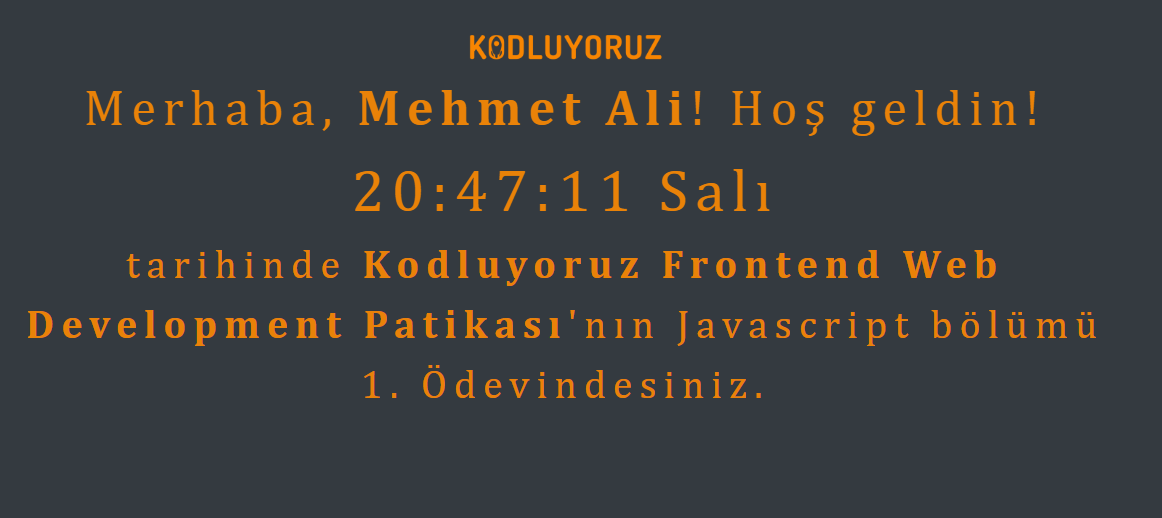 KODLUYORUZ
Merhaba, Mehmet Ali! Hoş geldin!
20:47:11 Salı
tarihinde Kodluyoruz Frontend Web
Development Patikası'nın Javascript bölümü
1. Ödevindesiniz.